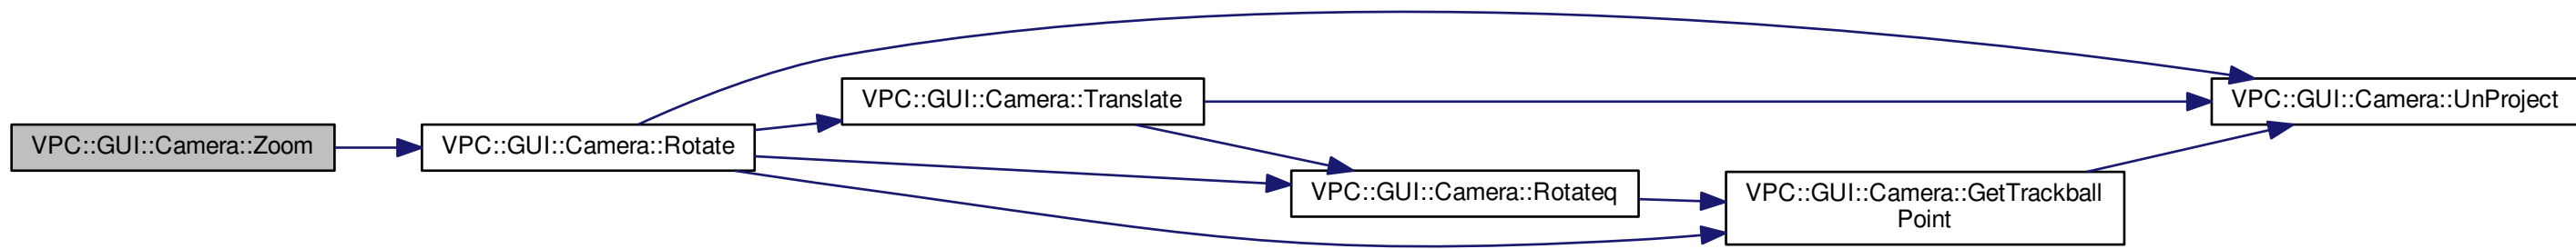 VPC::GUI::Camera::Zoom
VPC::GUI::Camera::Rotate
VPC::GUI::Camera::Translate
VPC::GUI::Camera::Rotateq
VPC::GUI::Camera::GetTrackball
Point
VPC::GUI::Camera::UnProject